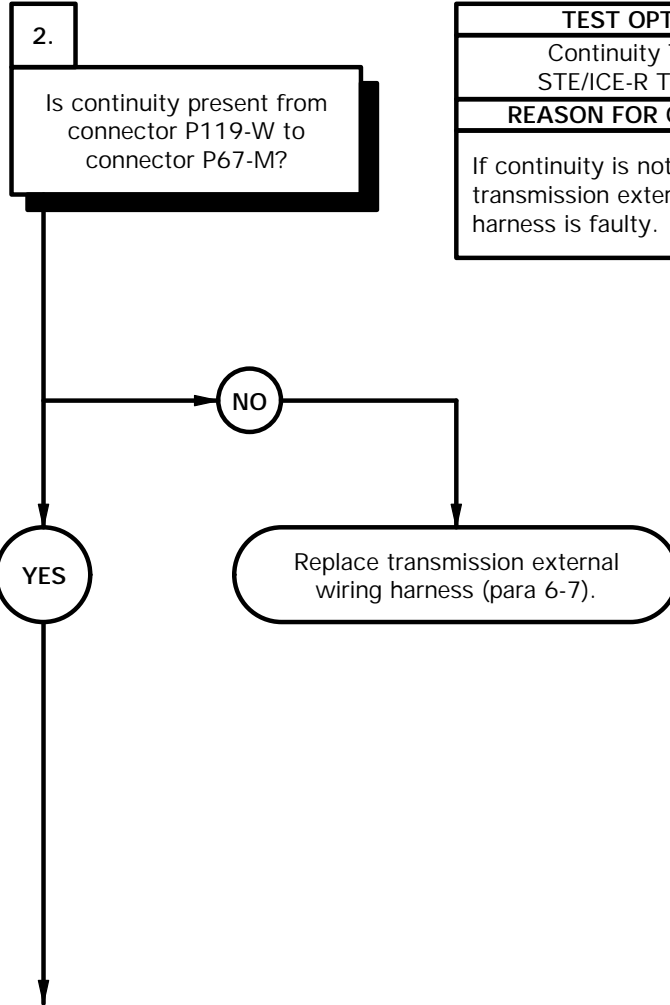 2.
Is continuity present from
connector P119-W to
connector P67-M?
TEST OPT
Continuity
STE/ICE-R T
REASON FOR
If continuity is not
transmission exter
harness is faulty.
NO
YES
Replace transmission external
wiring harness (para 6-7).